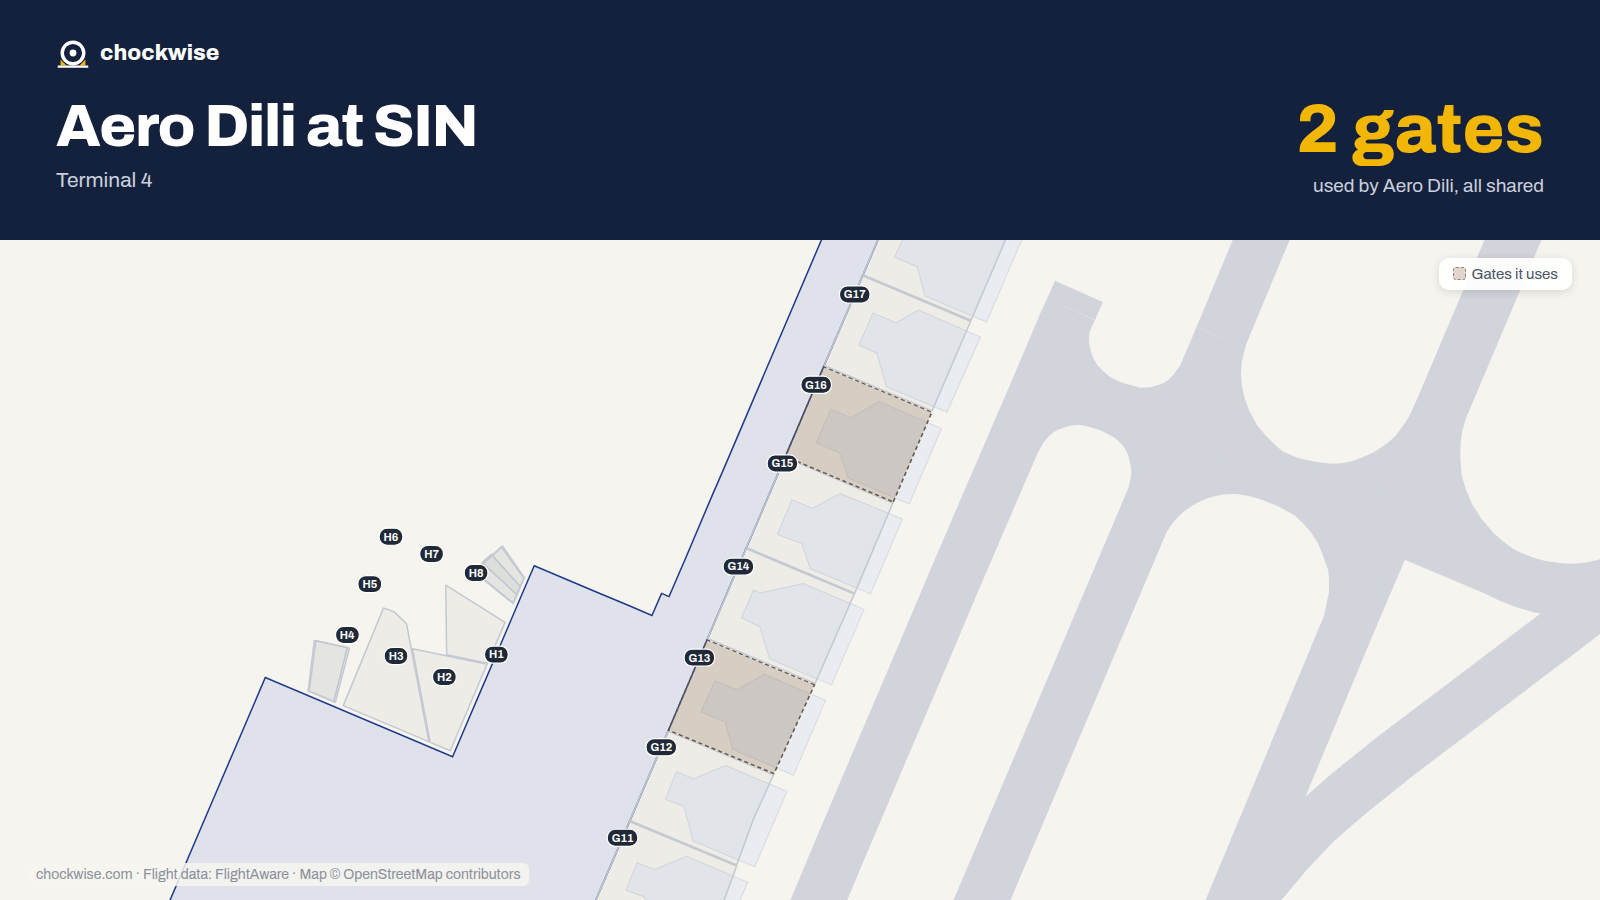 chockwise
Aero Dili at SIN
Terminal 4
2 gates
used by Aero Dili, all shared
Gates it uses
G17
G16
G15
G14
G13
G12
G11
H6
H7
H8
H5
H4
H3
H1
H2
chockwise.com · Flight data: FlightAware · Map © OpenStreetMap contributors